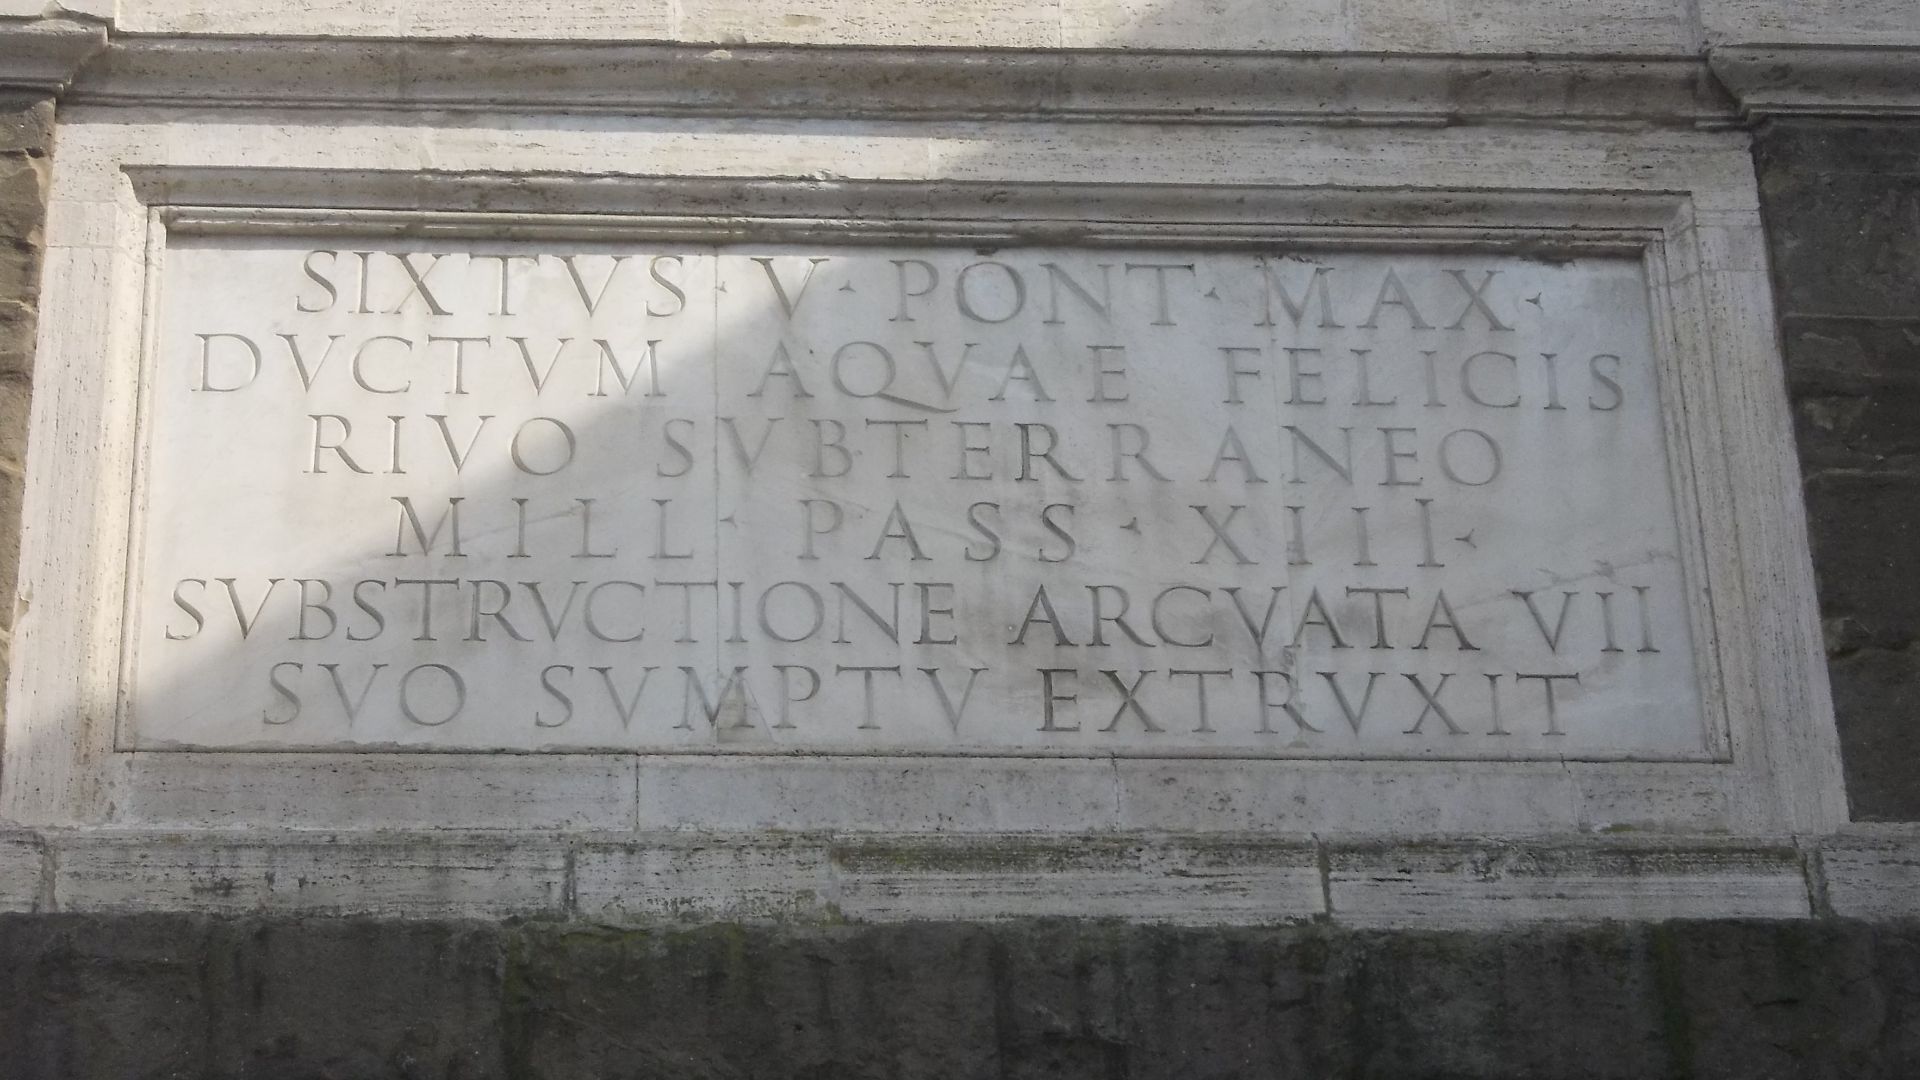 SIXTVS · V · PONT · MAX ·
DVCTVM AQVAE FELICIS
RIVO SVBTERRANEO
MILL · PASS · XIII ·
SVBSTRVCTIONE ARCVATA VII
SVO SVMPTV EXTRVXIT